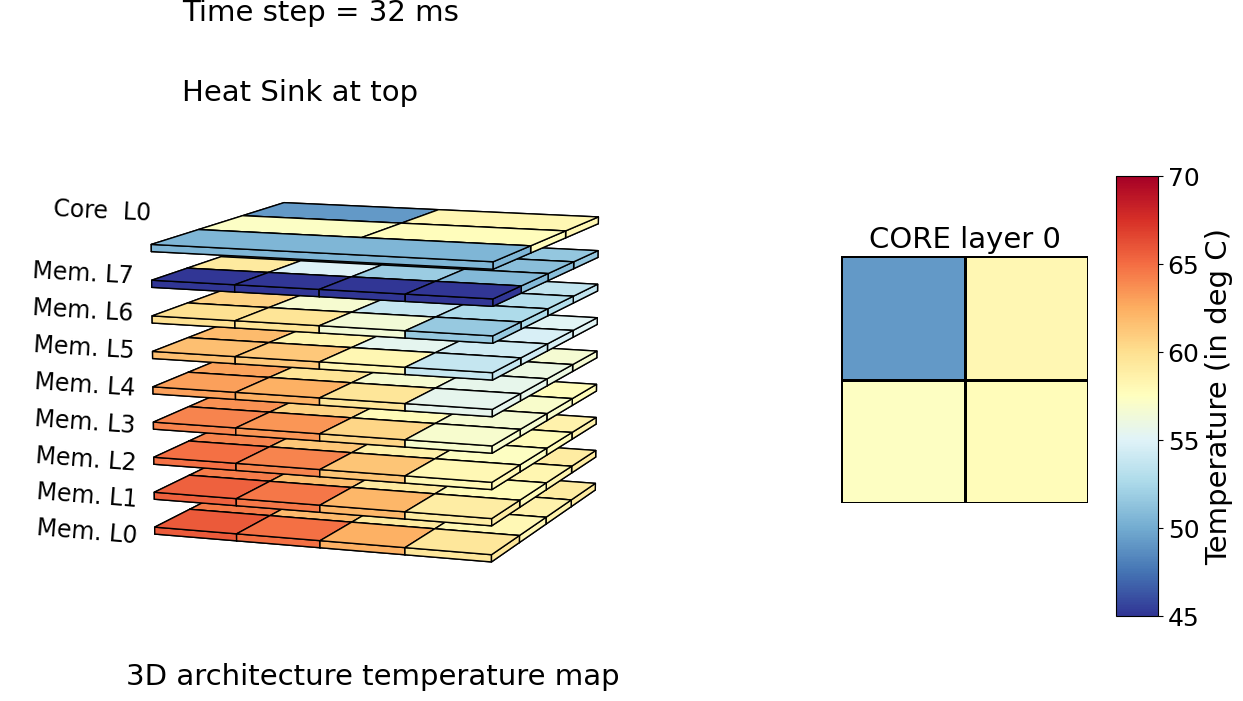 Time step = 32 ms
Heat Sink at top
Core  L0
Mem. L7
Mem. L6
Mem. L5
Mem. L4
Mem. L3
Mem. L2
Mem. L1
Mem. L0
3D architecture temperature map
CORE layer 0
70
65
60
55
50
45
Temperature (in deg C)